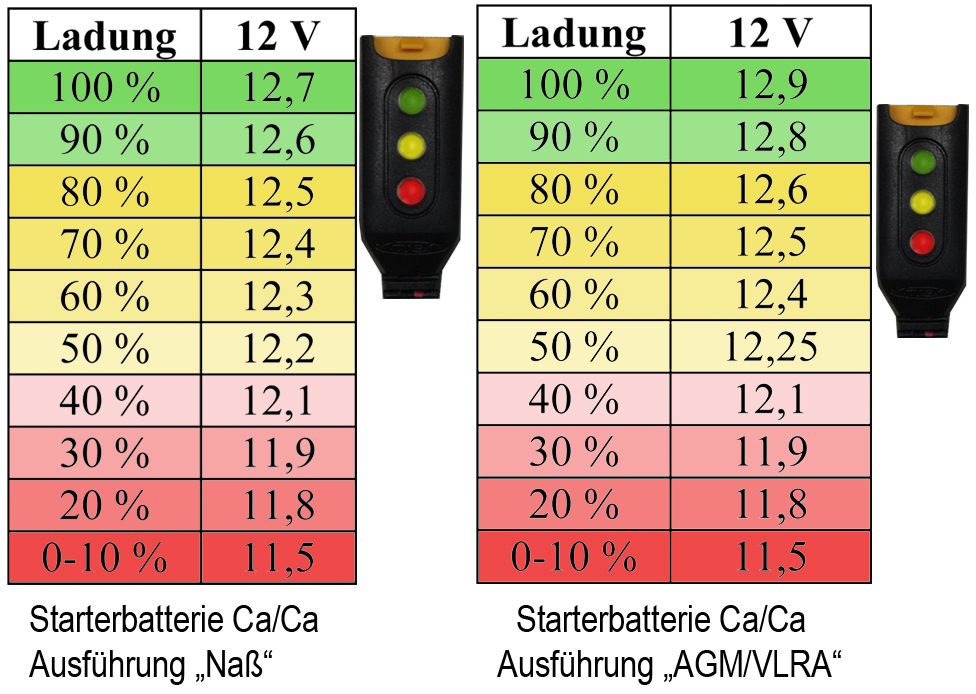 Ladung 12 V
100 % 12,7
90 % 12,6
80 % 12,5
70 % 12,4
60 % 12,3
50 % 12,2
40 % 12,1
30 % 11,9
20 % 11,8
0-10 % 11,5
Starterbatterie Ca/Ca
Ausführung „Naß“
Ladung 12 V
100 % 12,9
90 % 12,8
80 % 12,6
70 % 12,5
60 % 12,4
50 % 12,25
40 % 12,1
30 % 11,9
20 % 11,8
0-10 % 11,5
Starterbatterie Ca/Ca
Ausführung „AGM/VLRA“